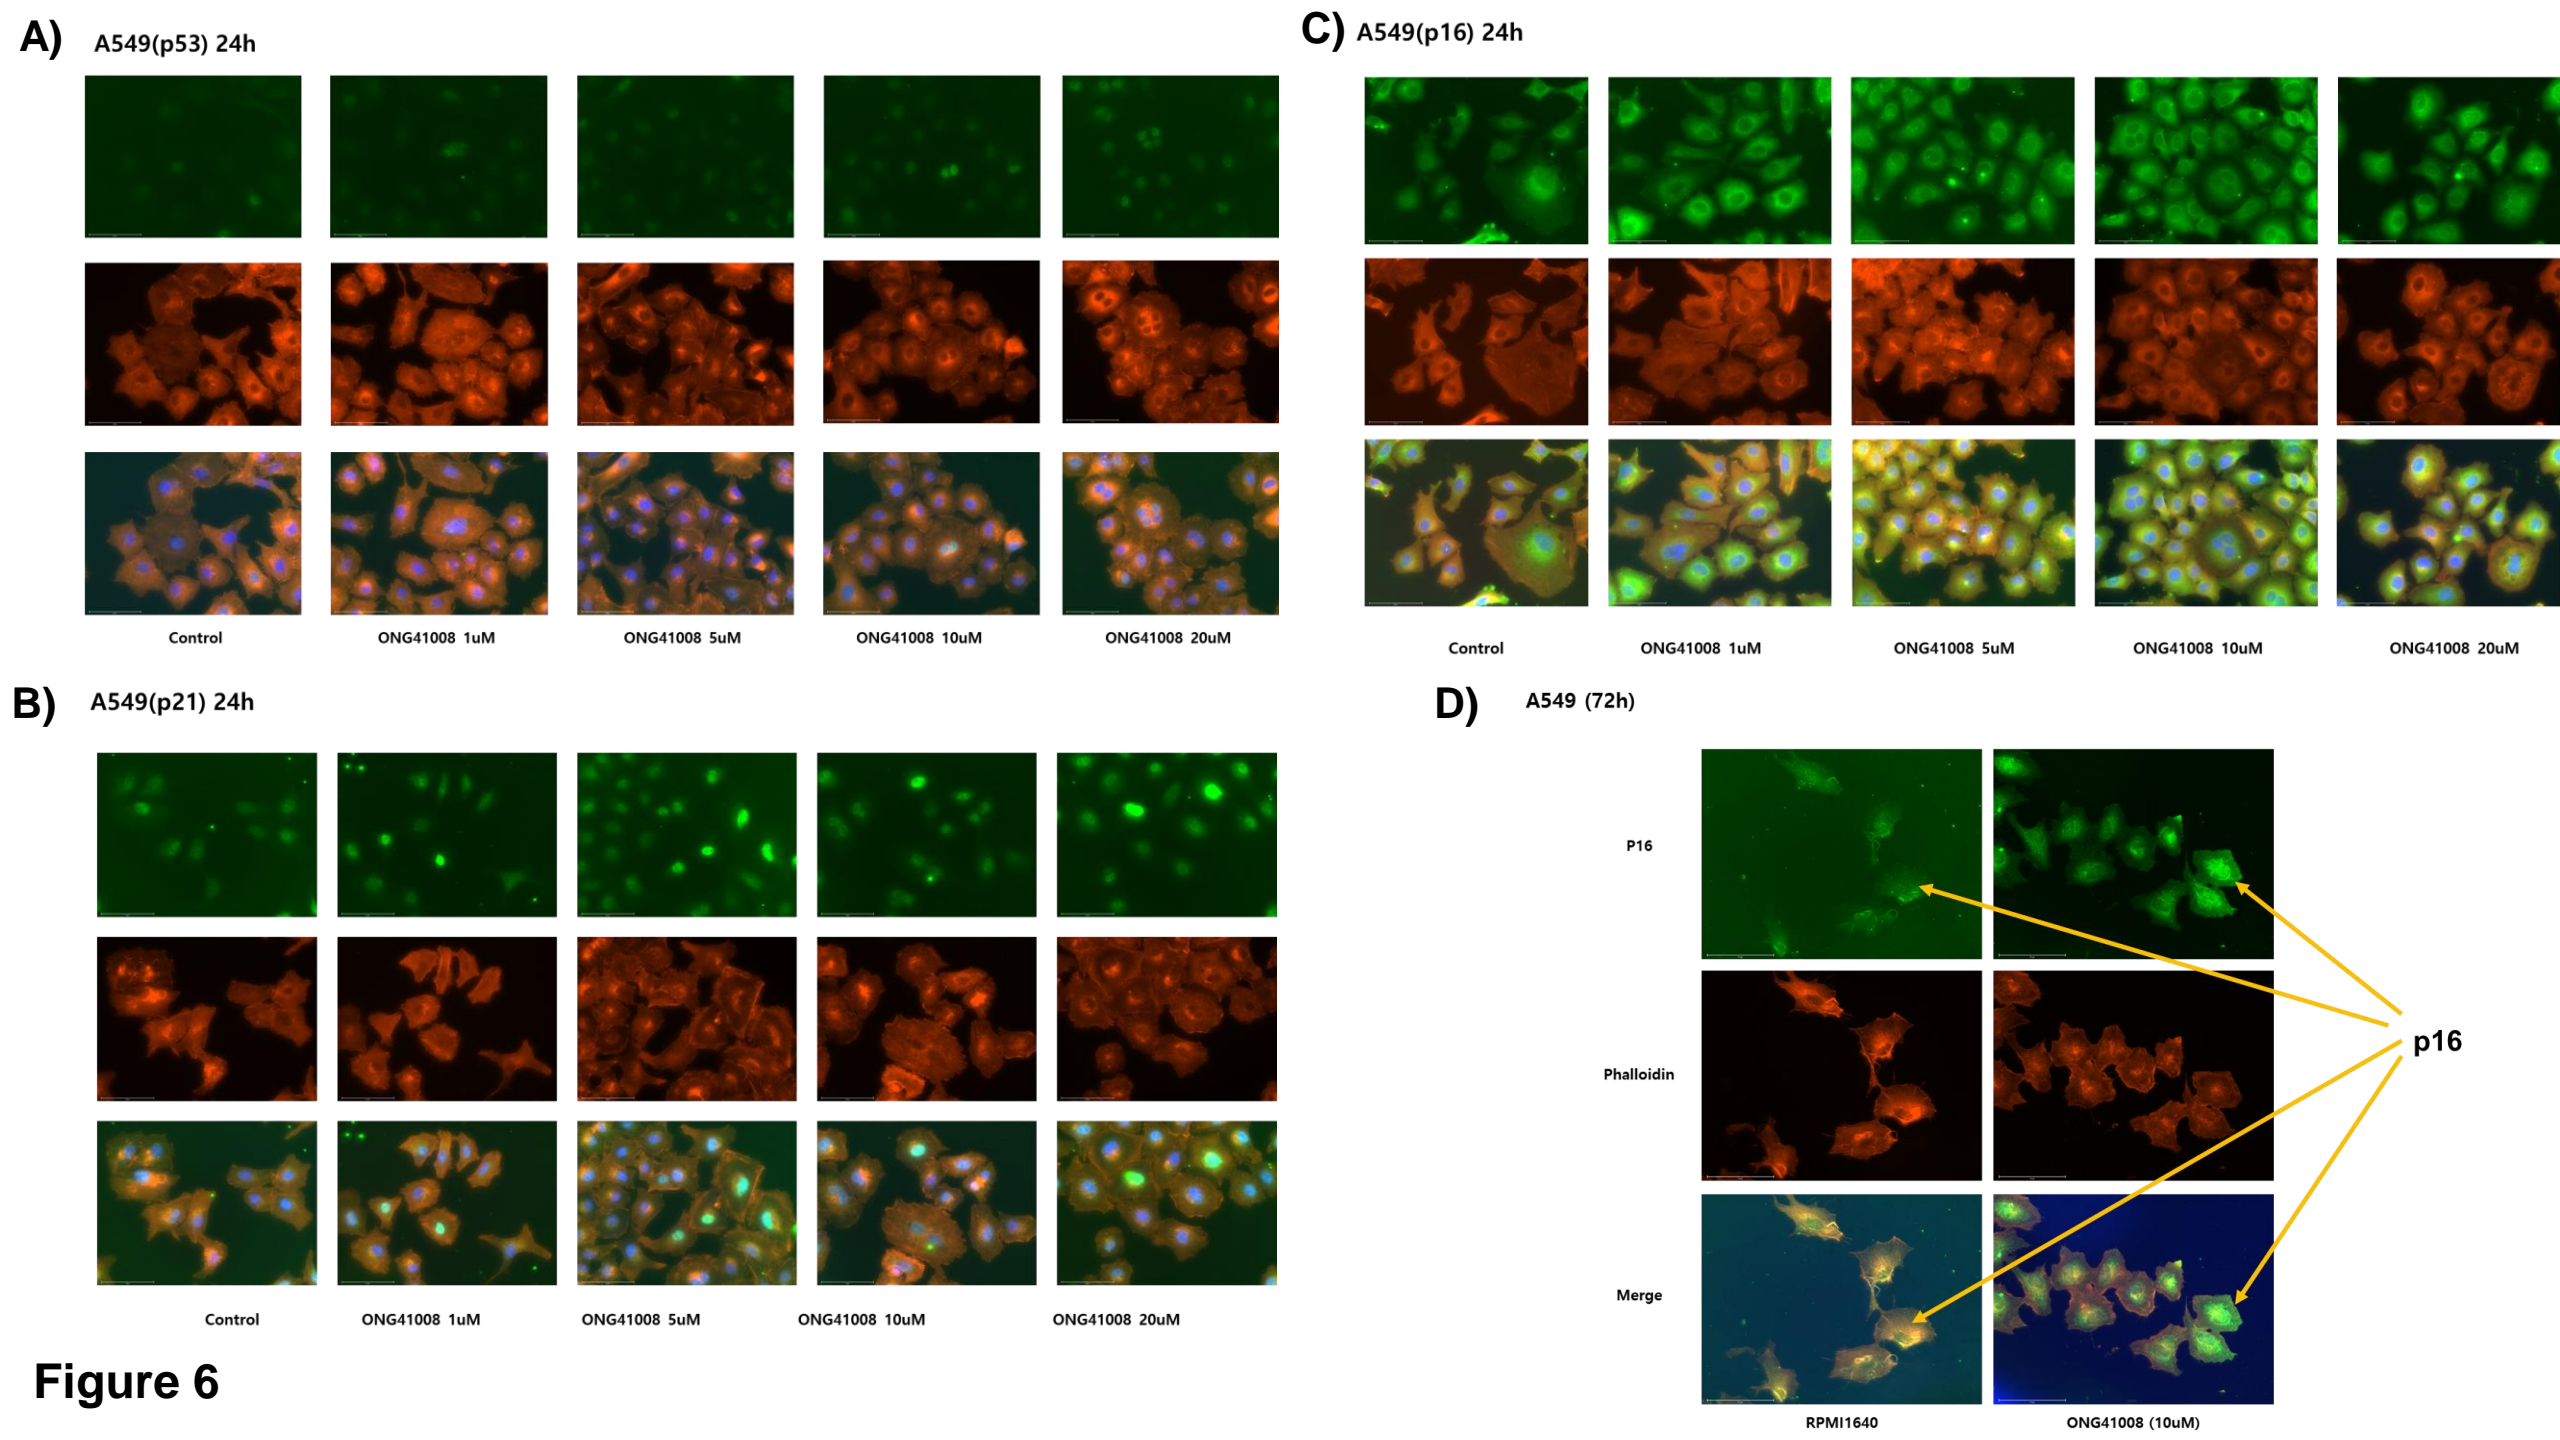 A) A549(p53) 24h
Control ONG41008 1uM ONG41008 5uM ONG41008 10uM ONG41008 20uM
B) A549(p21) 24h
Control ONG41008 1uM ONG41008 5uM ONG41008 10uM ONG41008 20uM
C) A549(p16) 24h
Control ONG41008 1uM ONG41008 5uM ONG41008 10uM ONG41008 20uM
D) A549 (72h)
P16
Phalloidin
Merge
p16
RPMI1640 ONG41008 (10uM)
Figure 6